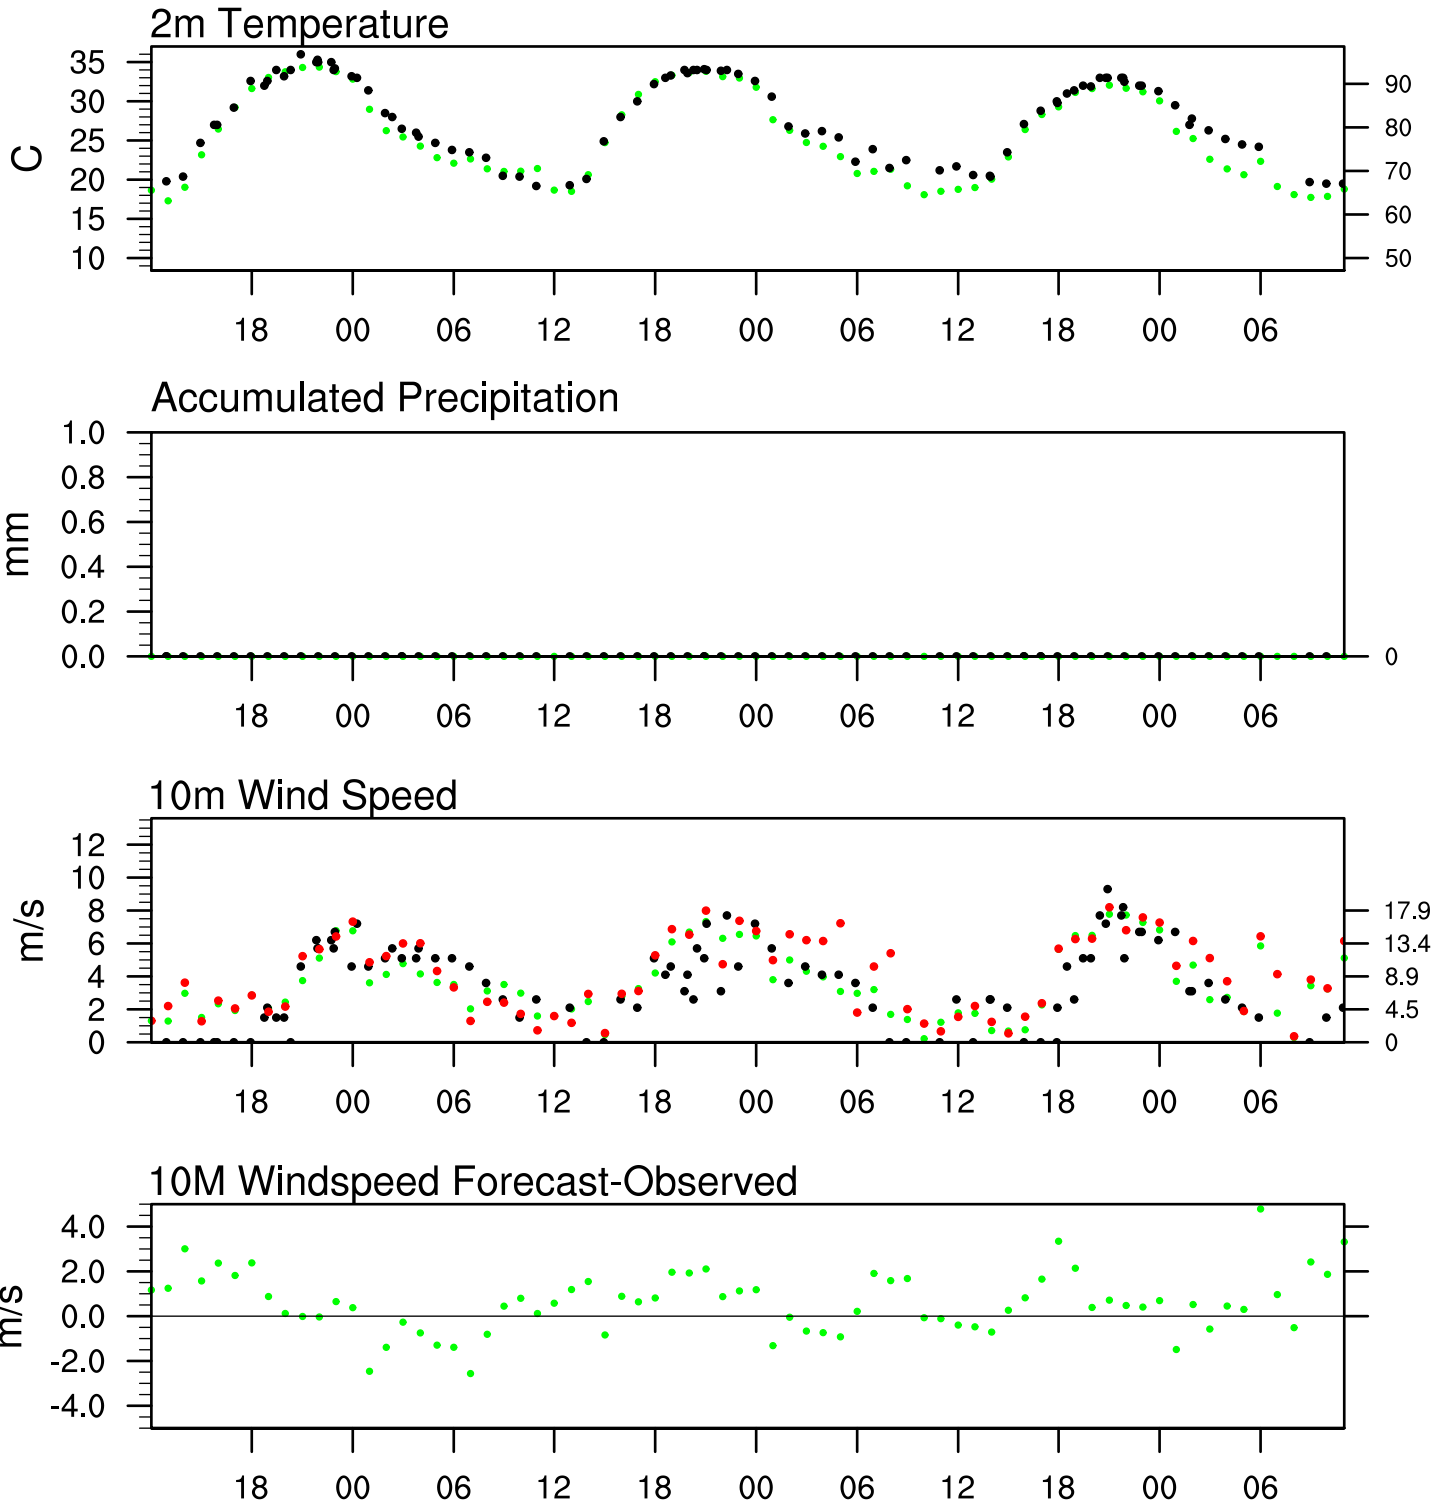 2m Temperature
35
30
25
20
15
10
C
90
80
70
60
50
18 00 06 12 18 00 06 12 18 00 06
Accumulated Precipitation
1.0
0.8
0.6
0.4
0.2
0.0
mm
0
18 00 06 12 18 00 06 12 18 00 06
10m Wind Speed
12
10
8
6
4
2
0
m/s
17.9
13.4
8.9
4.5
0
18 00 06 12 18 00 06 12 18 00 06
10M Windspeed Forecast-Observed
4.0
2.0
0.0
-2.0
-4.0
m/s
18 00 06 12 18 00 06 12 18 00 06